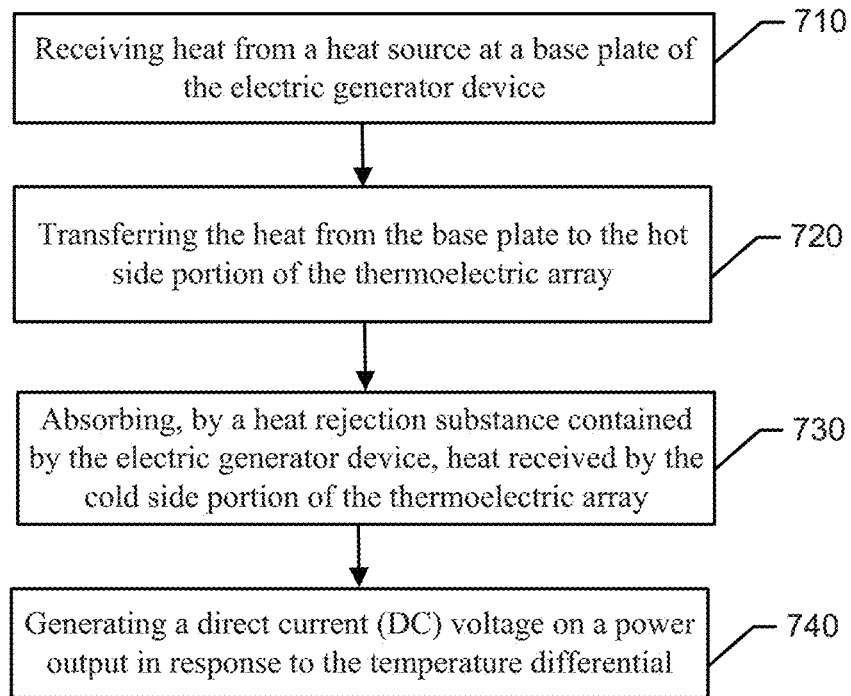 Receiving heat from a heat source at a base plate of
the electric generator device
710
Transferring the heat from the base plate to the hot
side portion of the thermoelectric array
720
Absorbing, by a heat rejection substance contained
by the electric generator device, heat received by the
cold side portion of the thermoelectric array
730
Generating a direct current (DC) voltage on a power
output in response to the temperature differential
740